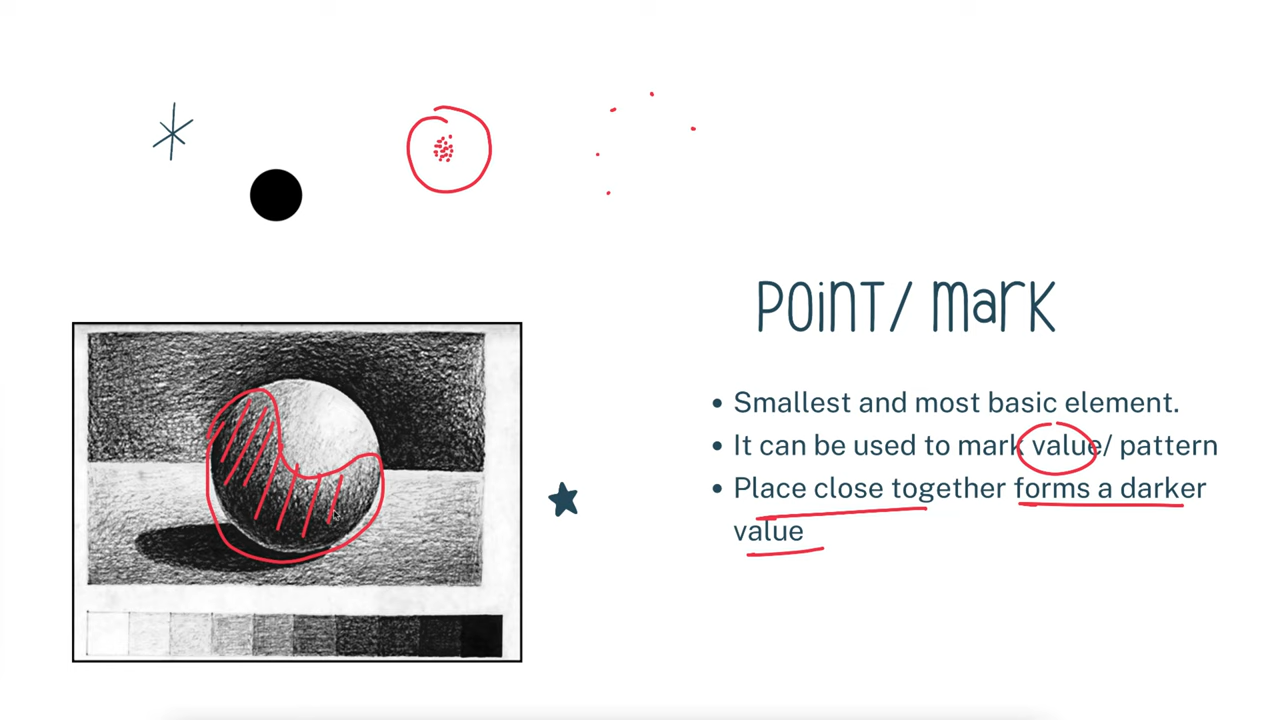 POINT/ MARK
Smallest and most basic element.
It can be used to mark value/ pattern
Place close together forms a darker
value